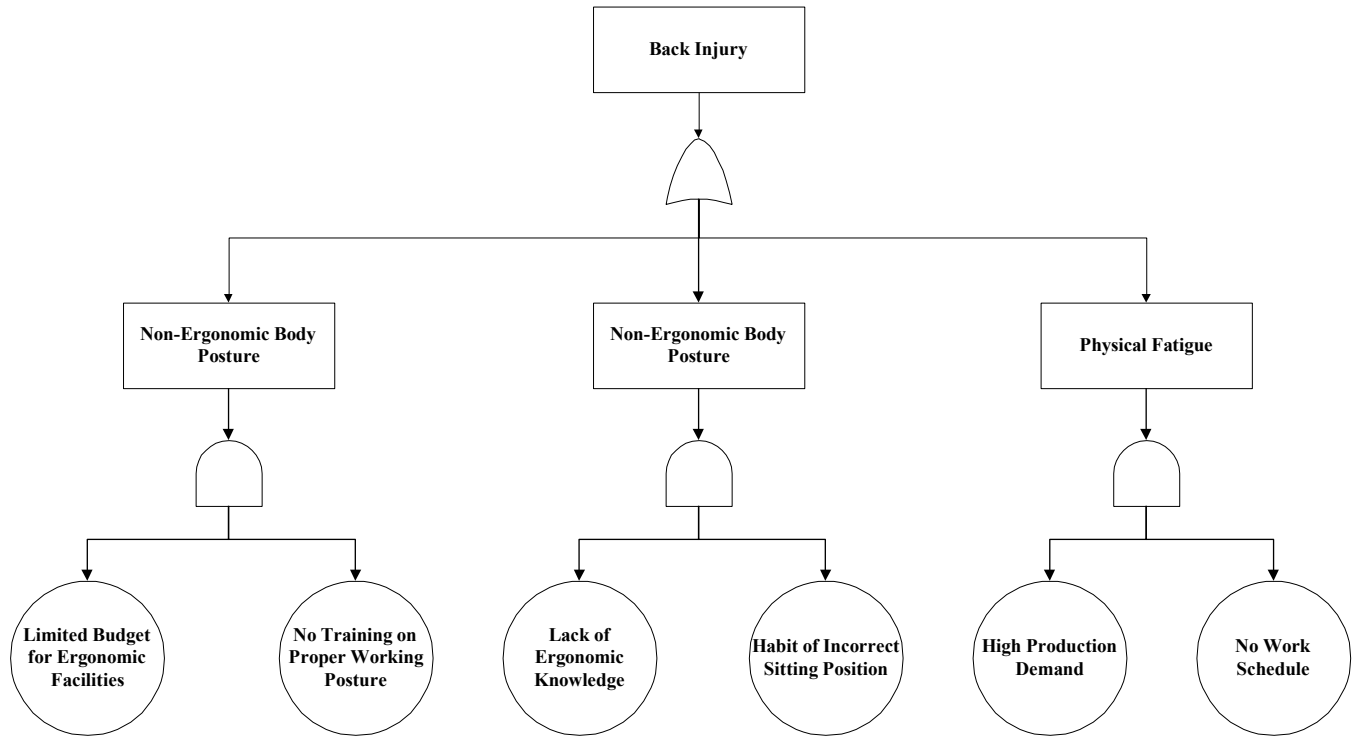 Back Injury
Non-Ergonomic Body
Posture
Non-Ergonomic Body
Posture
Physical Fatigue
Limited Budget
for Ergonomic
Facilities
No Training on
Proper Working
Posture
Lack of
Ergonomic
Knowledge
Habit of Incorrect
Sitting Position
High Production
Demand
No Work
Schedule